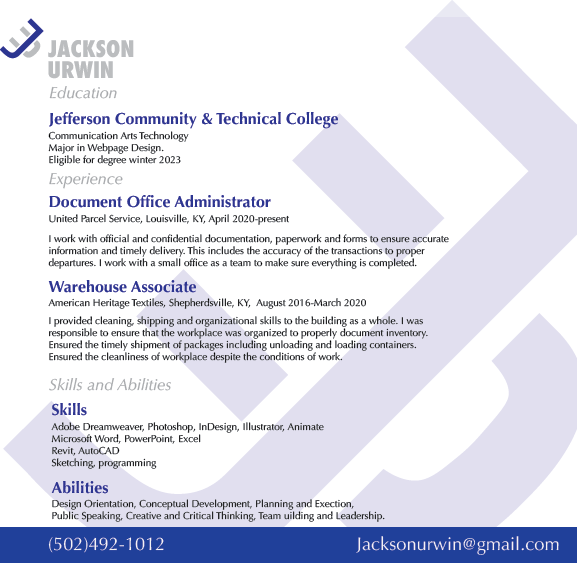 JACKSON
URWIN
Education
Jefferson Community & Technical College
Communication Arts Technology
Major in Webpage Design.
Eligible for degree winter 2023
Experience
Document Office Administrator
United Parcel Service, Louisville, KY, April 2020-present
I work with official and confidential documentation, paperwork and forms to ensure accurate
information and timely delivery. This includes the accuracy of the transactions to proper
departures. I work with a small office as a team to make sure everything is completed.
Warehouse Associate
American Heritage Textiles, Shepherdsville, KY, August 2016-March 2020
I provided cleaning, shipping and organizational skills to the building as a whole. I was
responsible to ensure that the workplace was organized to properly document inventory.
Ensured the timely shipment of packages including unloading and loading containers.
Ensured the cleanliness of workplace despite the conditions of work.
Skills and Abilities
Skills
Adobe Dreamweaver, Photoshop, InDesign, Illustrator, Animate
Microsoft Word, PowerPoint, Excel
Revit, AutoCAD
Sketching, programming
Abilities
Design Orientation, Conceptual Development, Planning and Exection,
Public Speaking, Creative and Critical Thinking, Team uilding and Leadership.
(502)492-1012 Jacksonurwin@gmail.com